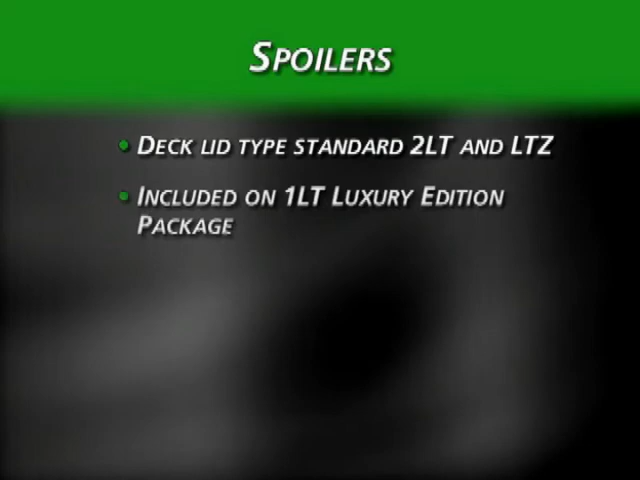 Spoilers
• Deck lid type standard 2LT and LTZ
• Included on 1LT Luxury Edition
Package